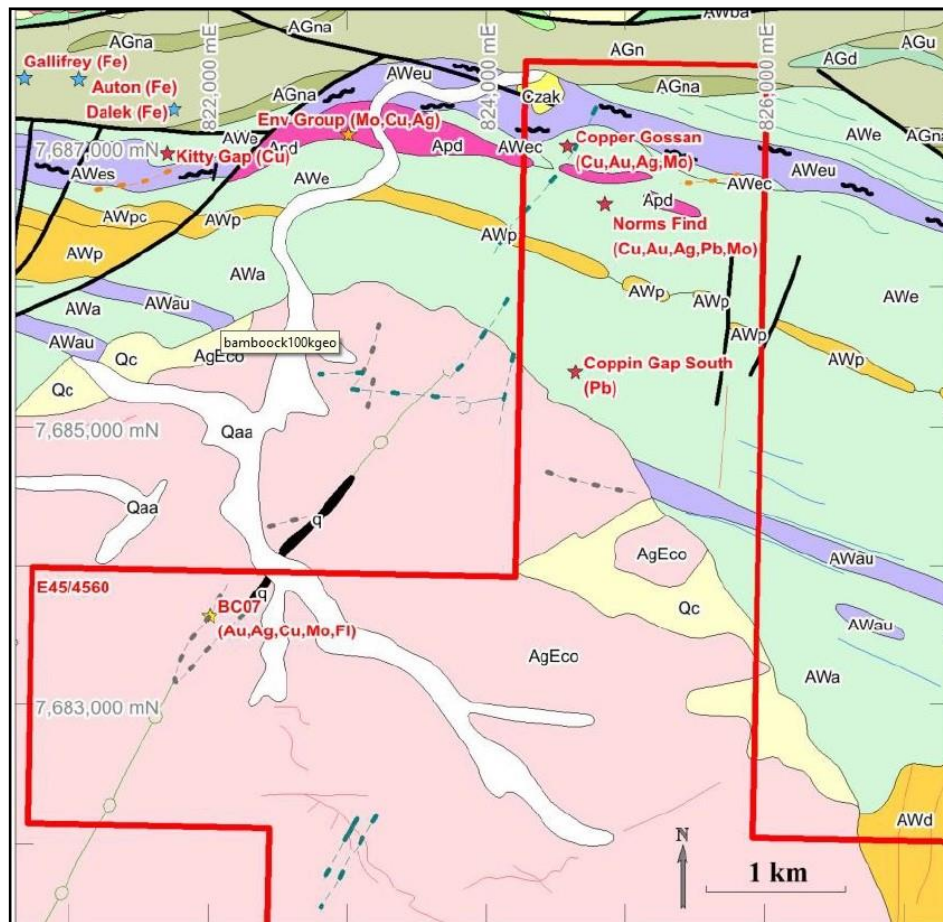 AWba
AGna
AGna
AGna
AGn
AGu
AGd
Gallifrey (Fe)
Auton (Fe)
Dalek (Fe)
822,000 mE
824,000 mE
826,000 mE
AGna
AWeu
AGna
AGna
Czak
Env Group (Mo,Cu,Ag)
AWe
AWe
7,687,000 mN
Kitty Gap (Cu)
Apd
Apd
AWec
Copper Gossan
(Cu,Au,Ag,Mo)
AWes
AWe
AWec
AWeu
AWpc
AWp
AWp
Apd
Norms Find
(Cu,Au,Ag,Pb,Mo)
AWa
AWp
AWp
AWe
AWa
AWau
AWau
AWp
AWp
bamboock100kgeo
Qc
AgEco
Qc
Coppin Gap South
(Pb)
7,685,000 mN
Qaa
Qaa
q
AgEco
AWau
E45/4560
q
BC07
(Au,Ag,Cu,Mo,Fl)
Qc
AWau
AgEco
AWa
7,683,000 mN
AWd
N
1 km